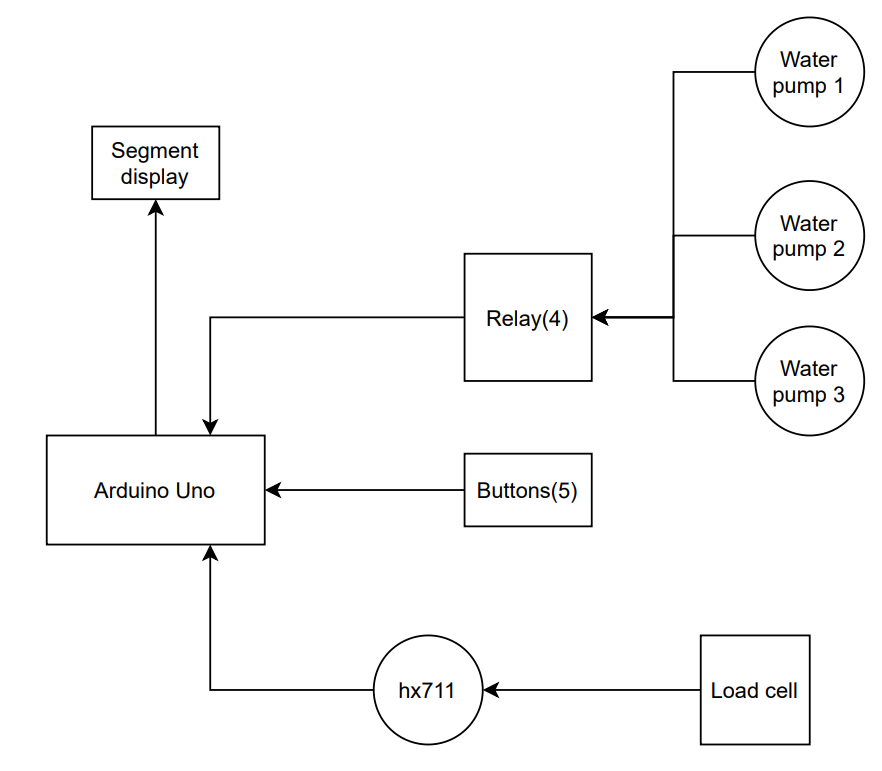 Water
pump 1
Segment
display
Water
pump 2
Relay(4)
Water
pump 3
Arduino Uno
Buttons(5)
hx711
Load cell